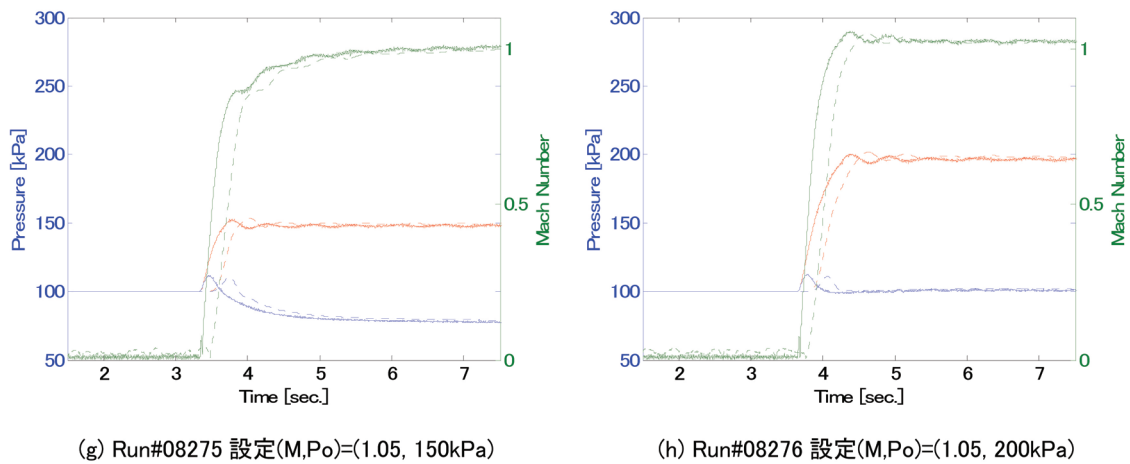 300
250
200
150
100
50
Pressure [kPa]
1
0.5
0
Mach Number
2 3 4 5 6 7
Time [sec.]
(g) Run#08275 設定(M,Po)=(1.05, 150kPa)
300
250
200
150
100
50
Pressure [kPa]
1
0.5
0
Mach Number
2 3 4 5 6 7
Time [sec.]
(h) Run#08276 設定(M,Po)=(1.05, 200kPa)